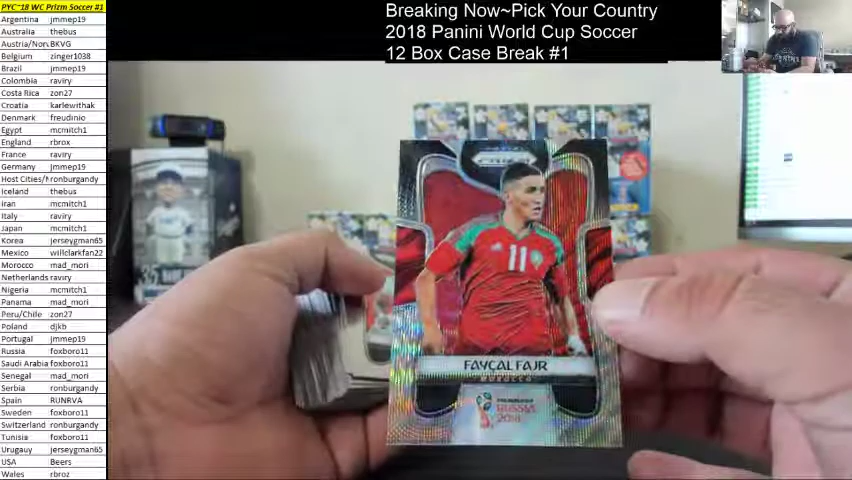 PYC~18 WC Prizm Soccer #1
Argentina jmmep19
Australia thebus
Austria/Nor BKVG
Belgium zinger1038
Brazil jmmep19
Colombia raviry
Costa Rica zon27
Croatia karlewithak
Denmark freudinio
Egypt mcmitch1
England rbrox
France raviry
Germany jmmep19
Host Cities/ ronburgandy
Iceland thebus
Iran mcmitch1
Italy raviry
Japan mcmitch1
Korea jerseygman65
Mexico willclarkfan22
Morocco mad_mori
Netherlands raviry
Nigeria mcmitch1
Panama mad_mori
Peru/Chile zon27
Poland djkb
Portugal jmmep19
Russia foxboro11
Saudi Arabia foxboro11
Senegal mad_mori
Serbia ronburgandy
Spain RUNRVA
Sweden foxboro11
Switzerland ronburgandy
Tunisia foxboro11
Urugauy jerseygman65
USA Beers
Wales rbroz
Breaking Now~Pick Your Country
2018 Panini World Cup Soccer
12 Box Case Break #1
PRIZM
11
FAYÇAL FAJR
MOROCCO
RUSSIA
2018
35